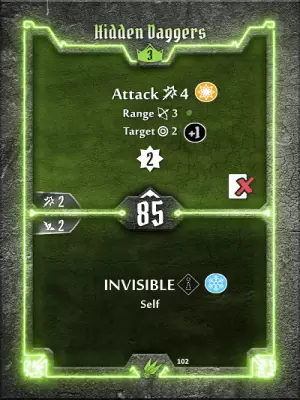 Hidden Daggers
3
Attack 4
Range 3
Target 2 +1
2
2
85
2
INVISIBLE
Self
102